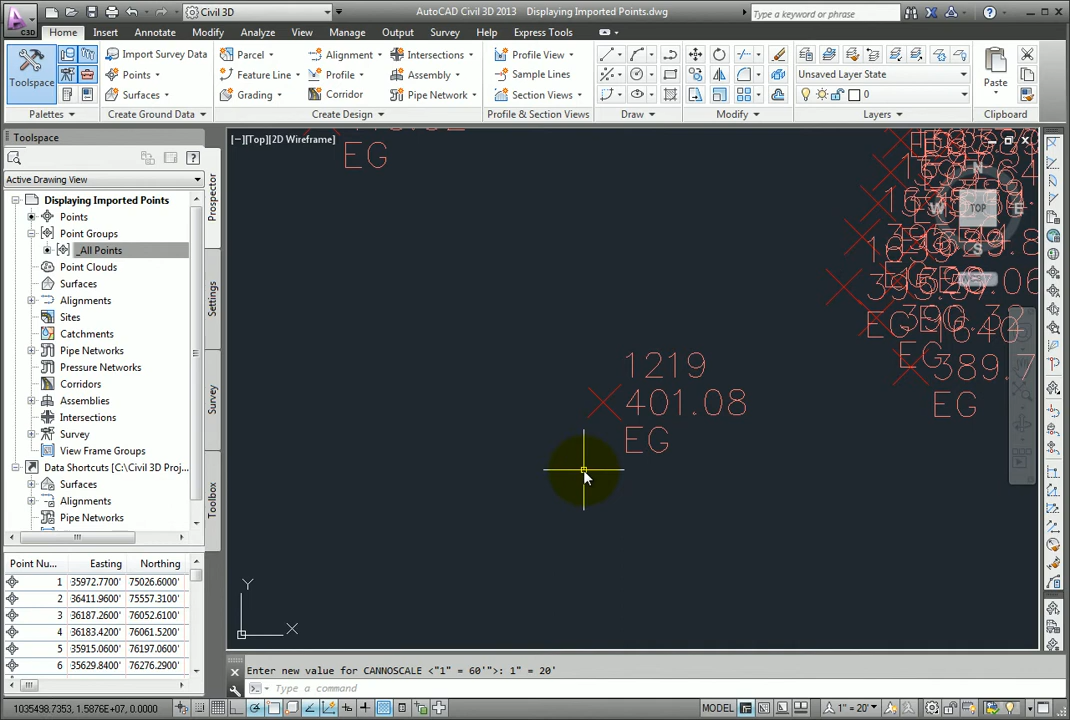 Civil 3D
AutoCAD Civil 3D 2013 Displaying Imported Points.dwg
Type a keyword or phrase
C3D
Home Insert Annotate Modify Analyze View Manage Output Survey Help Express Tools
Toolspace
Import Survey Data
Points
Surfaces
Parcel
Feature Line
Grading
Alignment
Profile
Corridor
Intersections
Assembly
Pipe Network
Profile View
Sample Lines
Section Views
Unsaved Layer State
0
Paste
Palettes Create Ground Data Create Design Profile & Section Views Draw Modify Layers Clipboard
Toolspace
Active Drawing View
Displaying Imported Points
Points
Point Groups
_All Points
Point Clouds
Surfaces
Alignments
Sites
Catchments
Pipe Networks
Pressure Networks
Corridors
Assemblies
Intersections
Survey
View Frame Groups
Data Shortcuts [C:\Civil 3D Proj...
Surfaces
Alignments
Pipe Networks
Prospector
Settings
Survey
Toolbox
Point Nu... Easting Northing
1 35972.7700' 75026.6000'
2 36411.9600' 75557.3100'
3 36187.2600' 76052.6100'
4 36183.4200' 76061.5200'
5 35915.0600' 76197.0600'
6 35629.8400' 76276.2900'
[−][Top][2D Wireframe]
EG
1219
401.08
EG
EG
389.7
EG
N
W TOP E
S
Y
X
Enter new value for CANNOSCALE <"1" = 60'">: 1" = 20'
Type a command
1035498.7353, 1.5876E+07, 0.0000
MODEL
1" = 20'